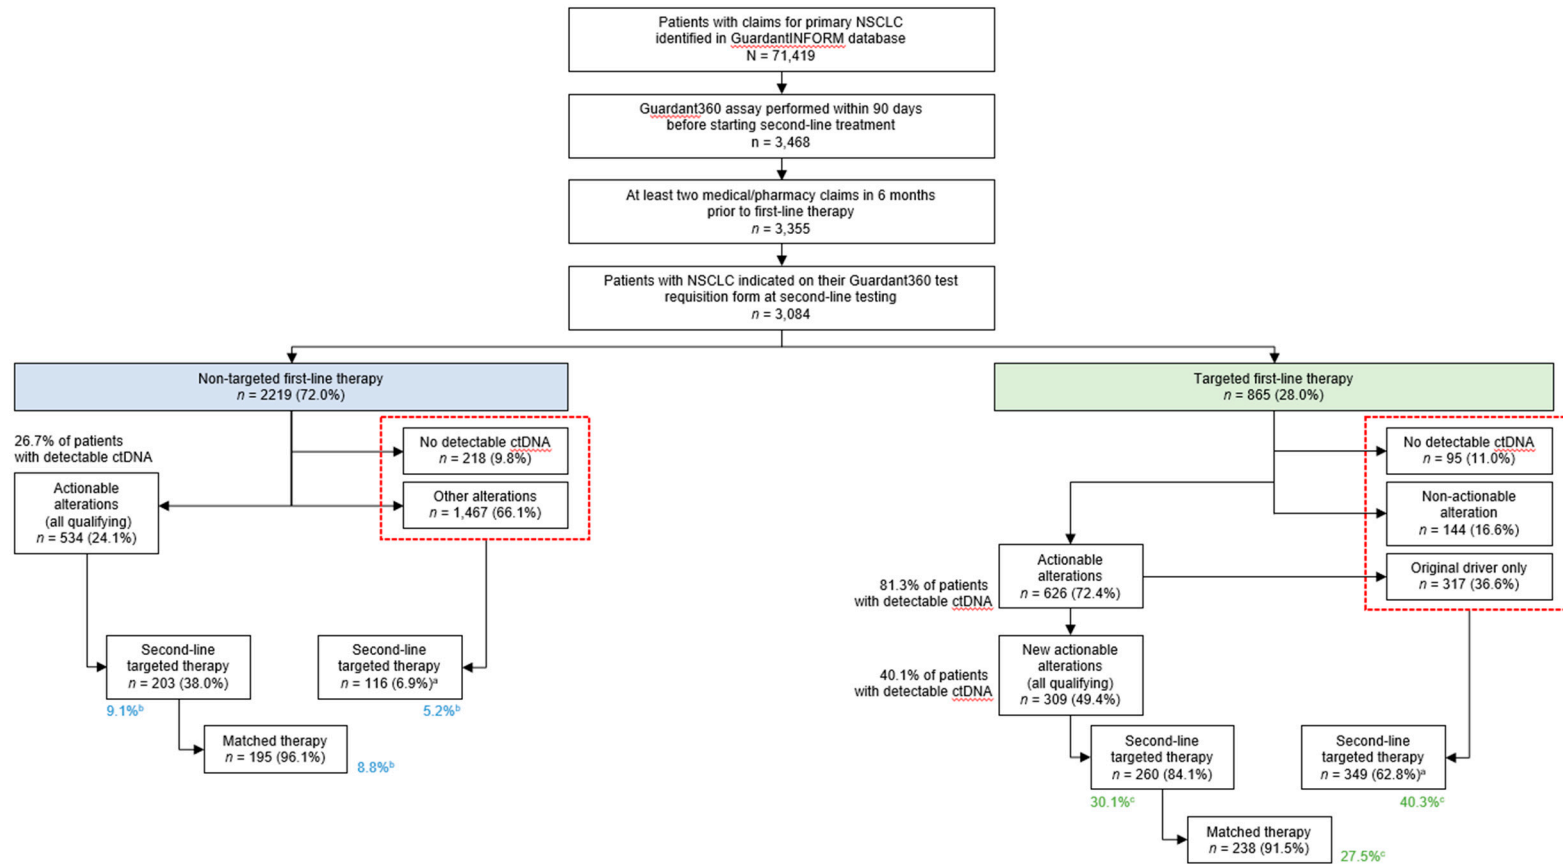 Patients with claims for primary NSCLC
identified in GuardantINFORM database
N = 71,419
Guardant360 assay performed within 90 days
before starting second-line treatment
n = 3,468
At least two medical/pharmacy claims in 6 months
prior to first-line therapy
n = 3,355
Patients with NSCLC indicated on their Guardant360 test
requisition form at second-line testing
n = 3,084
Non-targeted first-line therapy
n = 2219 (72.0%)
26.7% of patients
with detectable ctDNA
No detectable ctDNA
n = 218 (9.8%)
Other alterations
n = 1,467 (66.1%)
Actionable
alterations
(all qualifying)
n = 534 (24.1%)
Second-line
targeted therapy
n = 203 (38.0%)
9.1%ᵇ
Second-line
targeted therapy
n = 116 (6.9%)ᵃ
5.2%ᵇ
Matched therapy
n = 195 (96.1%)
8.8%ᵇ
Targeted first-line therapy
n = 865 (28.0%)
No detectable ctDNA
n = 95 (11.0%)
Non-actionable
alteration
n = 144 (16.6%)
Original driver only
n = 317 (36.6%)
81.3% of patients
with detectable ctDNA
Actionable
alterations
n = 626 (72.4%)
40.1% of patients
with detectable ctDNA
New actionable
alterations
(all qualifying)
n = 309 (49.4%)
Second-line
targeted therapy
n = 260 (84.1%)
30.1%ᶜ
Second-line
targeted therapy
n = 349 (62.8%)ᵃ
40.3%ᶜ
Matched therapy
n = 238 (91.5%)
27.5%ᶜ